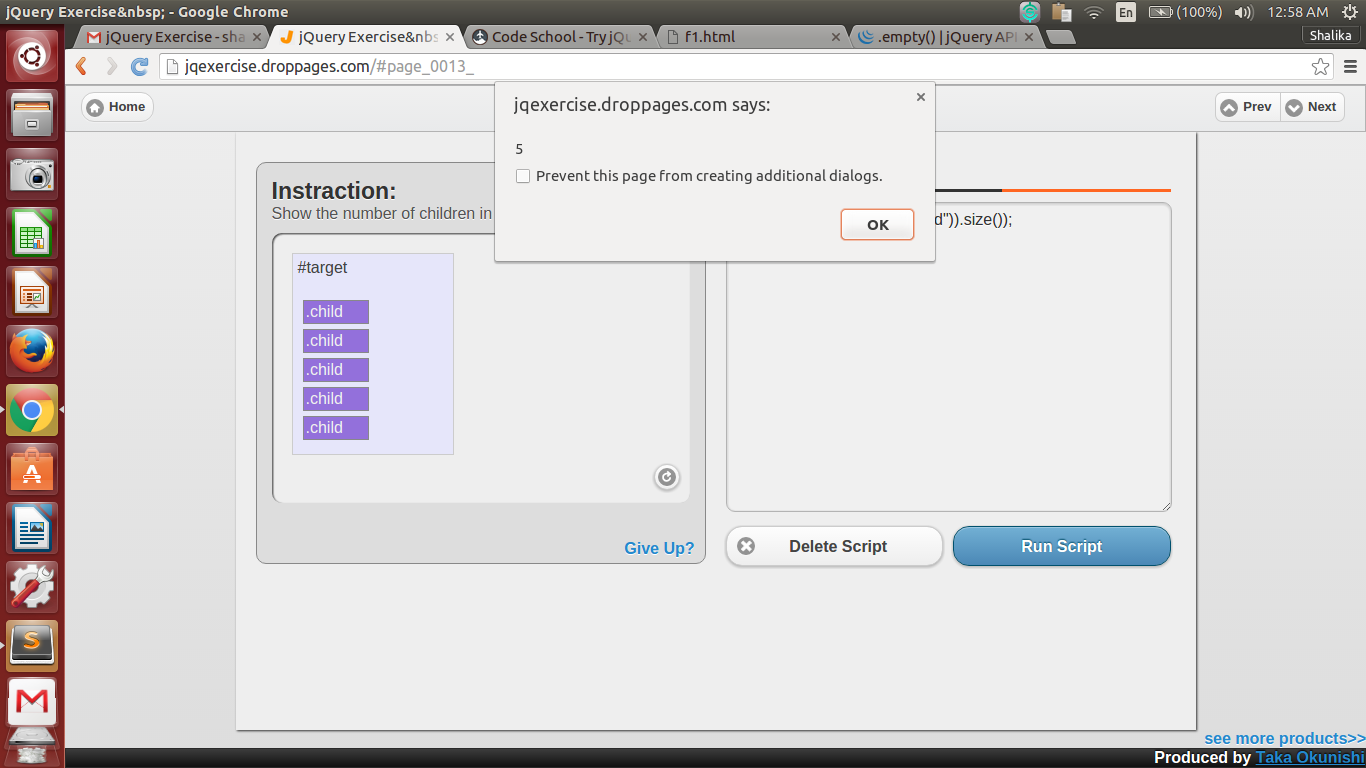 jQuery Exercise&nbsp; - Google Chrome
En
(100%)
12:58 AM
jQuery Exercise - sha
jQuery Exercise&nbs
Code School - Try jQu
f1.html
.empty() | jQuery API
Shalika
jqexercise.droppages.com/#page_0013_
Home
Prev
Next
jqexercise.droppages.com says:
5
Prevent this page from creating additional dialogs.
OK
Instraction:
Show the number of children in
d")).size());
#target
.child
.child
.child
.child
.child
Give Up?
Delete Script
Run Script
see more products>>
Produced by Taka Okunishi